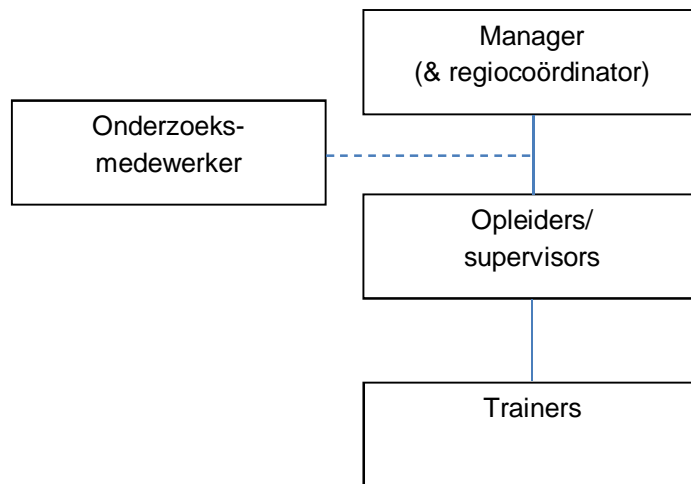 Manager
(& regiocoördinator)
Onderzoeks-
medewerker
Opleiders/
supervisors
Trainers